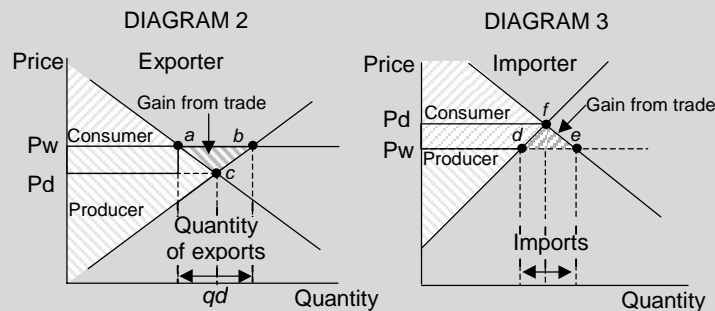 DIAGRAM 2
Price
Exporter
Gain from trade
Consumer
a
b
Pw
c
Pd
Producer
Quantity
of exports
qd
Quantity
DIAGRAM 3
Price
Importer
Consumer
f
Gain from trade
Pd
d
e
Pw
Producer
Imports
Quantity